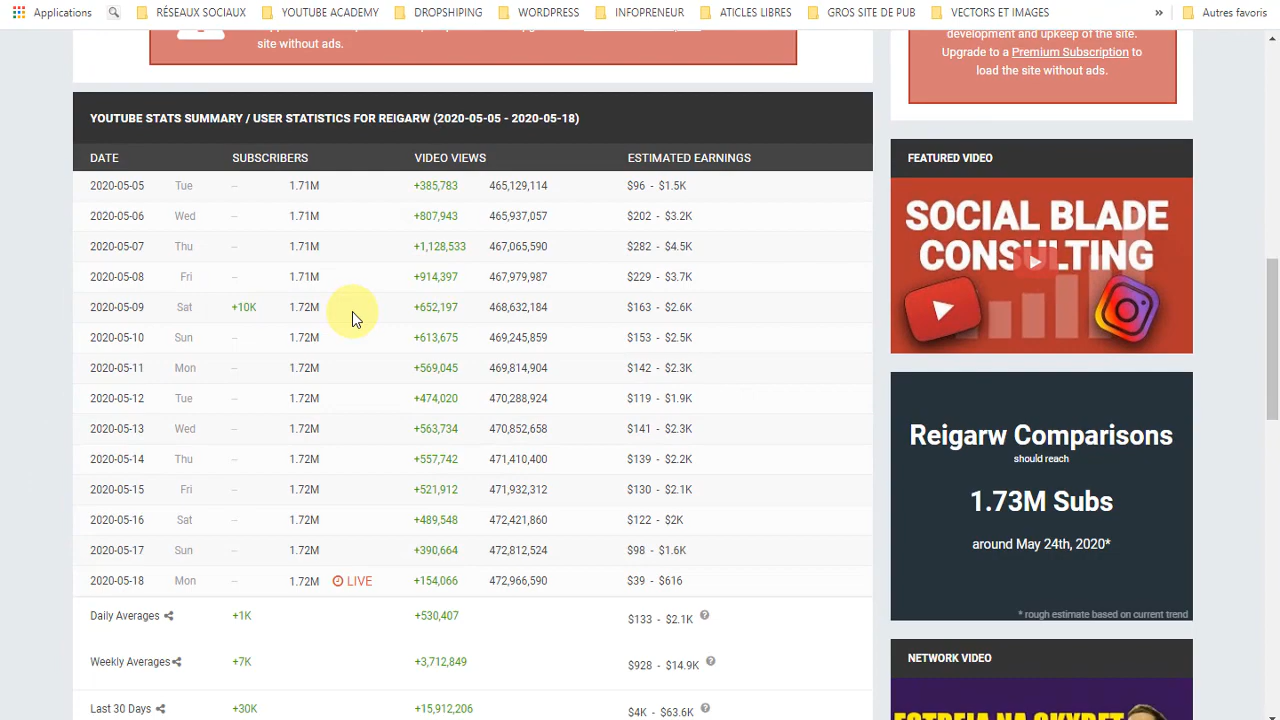 Applications RÉSEAUX SOCIAUX YOUTUBE ACADEMY DROPSHIPING WORDPRESS INFOPRENEUR ATICLES LIBRES GROS SITE DE PUB VECTORS ET IMAGES » Autres favoris
site without ads.
development and upkeep of the site.
Upgrade to a Premium Subscription to
load the site without ads.
YOUTUBE STATS SUMMARY / USER STATISTICS FOR REIGARW (2020-05-05 - 2020-05-18)
DATE SUBSCRIBERS VIDEO VIEWS ESTIMATED EARNINGS
2020-05-05 Tue – 1.71M +385,783 465,129,114 $96 - $1.5K
2020-05-06 Wed – 1.71M +807,943 465,937,057 $202 - $3.2K
2020-05-07 Thu – 1.71M +1,128,533 467,065,590 $282 - $4.5K
2020-05-08 Fri – 1.71M +914,397 467,979,987 $229 - $3.7K
2020-05-09 Sat +10K 1.72M +652,197 468,632,184 $163 - $2.6K
2020-05-10 Sun – 1.72M +613,675 469,245,859 $153 - $2.5K
2020-05-11 Mon – 1.72M +569,045 469,814,904 $142 - $2.3K
2020-05-12 Tue – 1.72M +474,020 470,288,924 $119 - $1.9K
2020-05-13 Wed – 1.72M +563,734 470,852,658 $141 - $2.3K
2020-05-14 Thu – 1.72M +557,742 471,410,400 $139 - $2.2K
2020-05-15 Fri – 1.72M +521,912 471,932,312 $130 - $2.1K
2020-05-16 Sat – 1.72M +489,548 472,421,860 $122 - $2K
2020-05-17 Sun – 1.72M +390,664 472,812,524 $98 - $1.6K
2020-05-18 Mon – 1.72M LIVE +154,066 472,966,590 $39 - $616
Daily Averages +1K +530,407 $133 - $2.1K
Weekly Averages +7K +3,712,849 $928 - $14.9K
Last 30 Days +30K +15,912,206 $4K - $63.6K
FEATURED VIDEO
SOCIAL BLADE
CONSULTING
Reigarw Comparisons
should reach
1.73M Subs
around May 24th, 2020*
* rough estimate based on current trend
NETWORK VIDEO
ESTREIA NA SKYBET